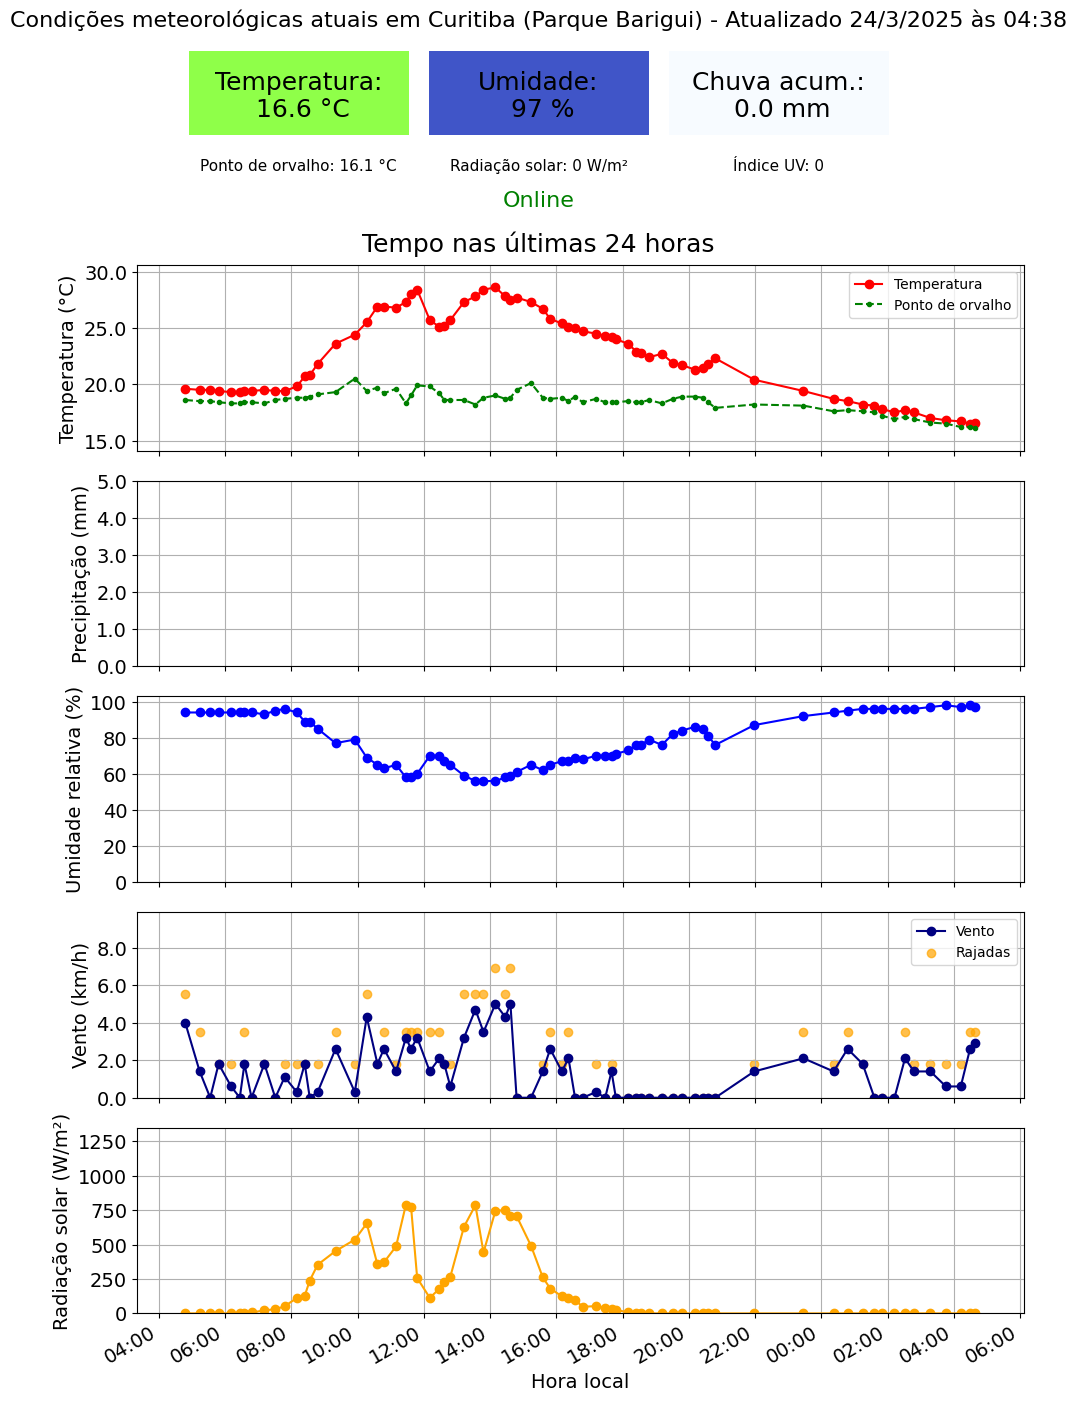 Condições meteorológicas atuais em Curitiba (Parque Barigui) - Atualizado 24/3/2025 às 04:38
Temperatura:
16.6 °C
Umidade:
97 %
Chuva acum.:
0.0 mm
Ponto de orvalho: 16.1 °C
Radiação solar: 0 W/m²
Índice UV: 0
Online
Tempo nas últimas 24 horas
Temperatura (°C)
30.0
25.0
20.0
15.0
Temperatura
Ponto de orvalho
Precipitação (mm)
5.0
4.0
3.0
2.0
1.0
0.0
Umidade relativa (%)
100
80
60
40
20
0
Vento (km/h)
8.0
6.0
4.0
2.0
0.0
Vento
Rajadas
Radiação solar (W/m²)
1250
1000
750
500
250
0
04:00
06:00
08:00
10:00
12:00
14:00
16:00
18:00
20:00
22:00
00:00
02:00
04:00
06:00
Hora local